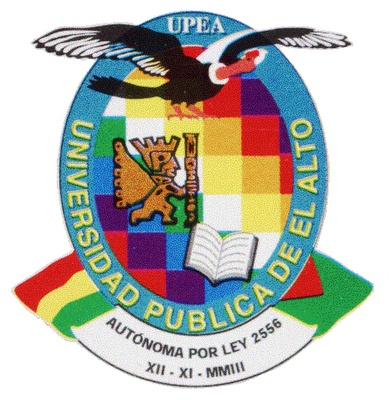 UPEA
UNIVERSIDAD PUBLICA DE EL ALTO
AUTÓNOMA POR LEY 2556
XII - XI - MMIII